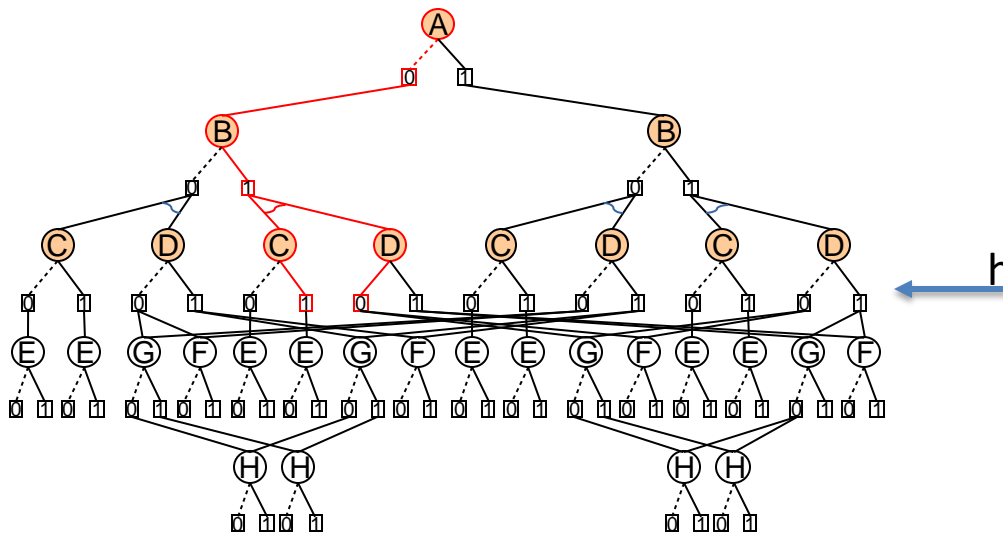 A
0 1
B B
0 1 0 1
C D C D C D C D
0 1 0 1 0 1 0 1 0 1 0 1 0 1 0 1
h
E E G F E E G F E E G F E E G F
0 1 0 1 0 1 0 1 0 1 0 1 0 1 0 1 0 1 0 1 0 1 0 1 0 1 0 1 0 1 0 1
H H H H
0 1 0 1 0 1 0 1